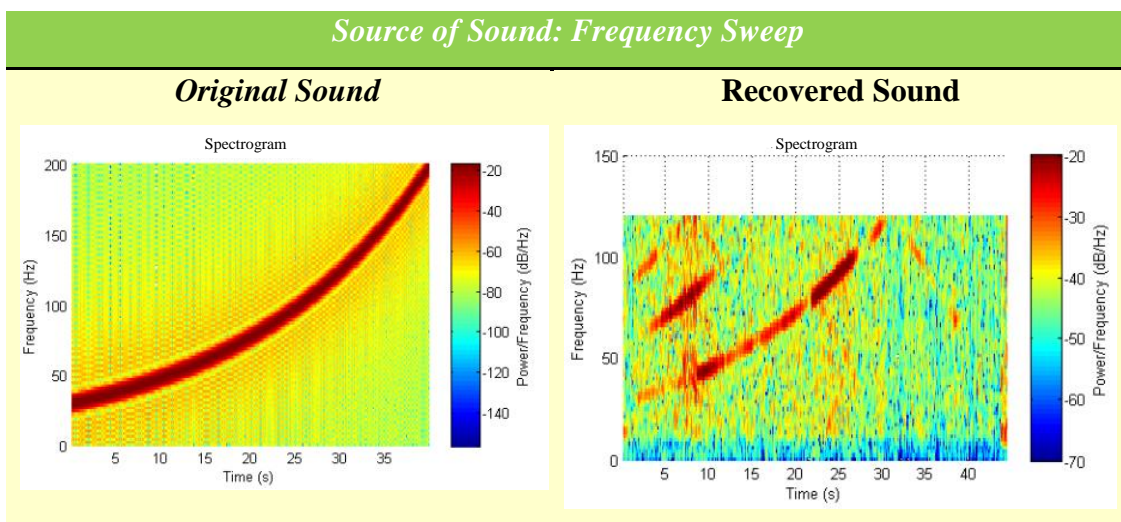 Source of Sound: Frequency Sweep
Original Sound
Recovered Sound
Spectrogram
200
150
100
50
0
Frequency (Hz)
5 10 15 20 25 30 35
Time (s)
-20
-40
-60
-80
-100
-120
-140
Power/Frequency (dB/Hz)
Spectrogram
150
100
50
0
Frequency (Hz)
5 10 15 20 25 30 35 40
Time (s)
-20
-30
-40
-50
-60
-70
Power/Frequency (dB/Hz)